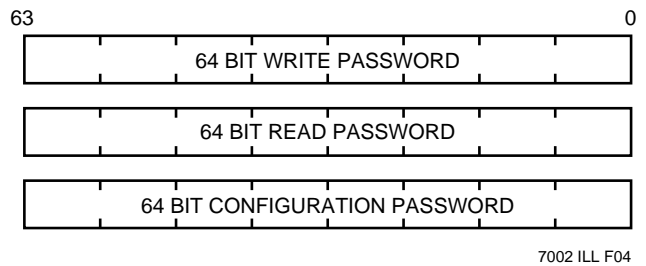 63 0
64 BIT WRITE PASSWORD
64 BIT READ PASSWORD
64 BIT CONFIGURATION PASSWORD
7002 ILL F04